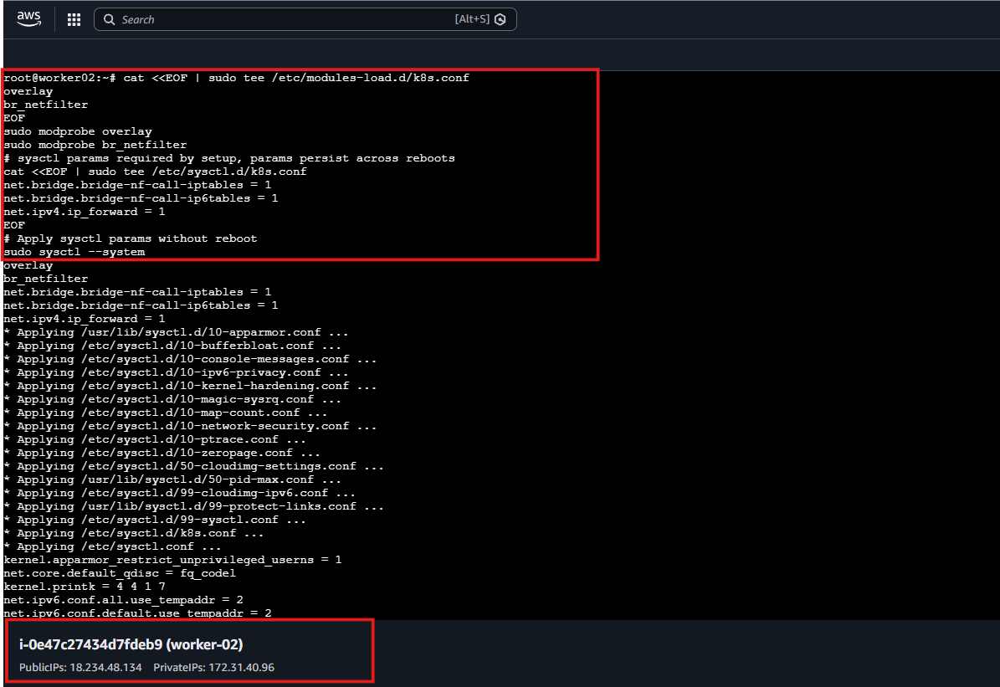 aws
Search [Alt+S]
root@worker02:~# cat <<EOF | sudo tee /etc/modules-load.d/k8s.conf
overlay
br_netfilter
EOF
sudo modprobe overlay
sudo modprobe br_netfilter
# sysctl params required by setup, params persist across reboots
cat <<EOF | sudo tee /etc/sysctl.d/k8s.conf
net.bridge.bridge-nf-call-iptables = 1
net.bridge.bridge-nf-call-ip6tables = 1
net.ipv4.ip_forward = 1
EOF
# Apply sysctl params without reboot
sudo sysctl --system
overlay
br_netfilter
net.bridge.bridge-nf-call-iptables = 1
net.bridge.bridge-nf-call-ip6tables = 1
net.ipv4.ip_forward = 1
* Applying /usr/lib/sysctl.d/10-apparmor.conf ...
* Applying /etc/sysctl.d/10-bufferbloat.conf ...
* Applying /etc/sysctl.d/10-console-messages.conf ...
* Applying /etc/sysctl.d/10-ipv6-privacy.conf ...
* Applying /etc/sysctl.d/10-kernel-hardening.conf ...
* Applying /etc/sysctl.d/10-magic-sysrq.conf ...
* Applying /etc/sysctl.d/10-map-count.conf ...
* Applying /etc/sysctl.d/10-network-security.conf ...
* Applying /etc/sysctl.d/10-ptrace.conf ...
* Applying /etc/sysctl.d/10-zeropage.conf ...
* Applying /etc/sysctl.d/50-cloudimg-settings.conf ...
* Applying /usr/lib/sysctl.d/50-pid-max.conf ...
* Applying /etc/sysctl.d/99-cloudimg-ipv6.conf ...
* Applying /usr/lib/sysctl.d/99-protect-links.conf ...
* Applying /etc/sysctl.d/99-sysctl.conf ...
* Applying /etc/sysctl.d/k8s.conf ...
* Applying /etc/sysctl.conf ...
kernel.apparmor_restrict_unprivileged_userns = 1
net.core.default_qdisc = fq_codel
kernel.printk = 4 4 1 7
net.ipv6.conf.all.use_tempaddr = 2
net.ipv6.conf.default.use_tempaddr = 2
i-0e47c27434d7fdeb9 (worker-02)
PublicIPs: 18.234.48.134 PrivateIPs: 172.31.40.96